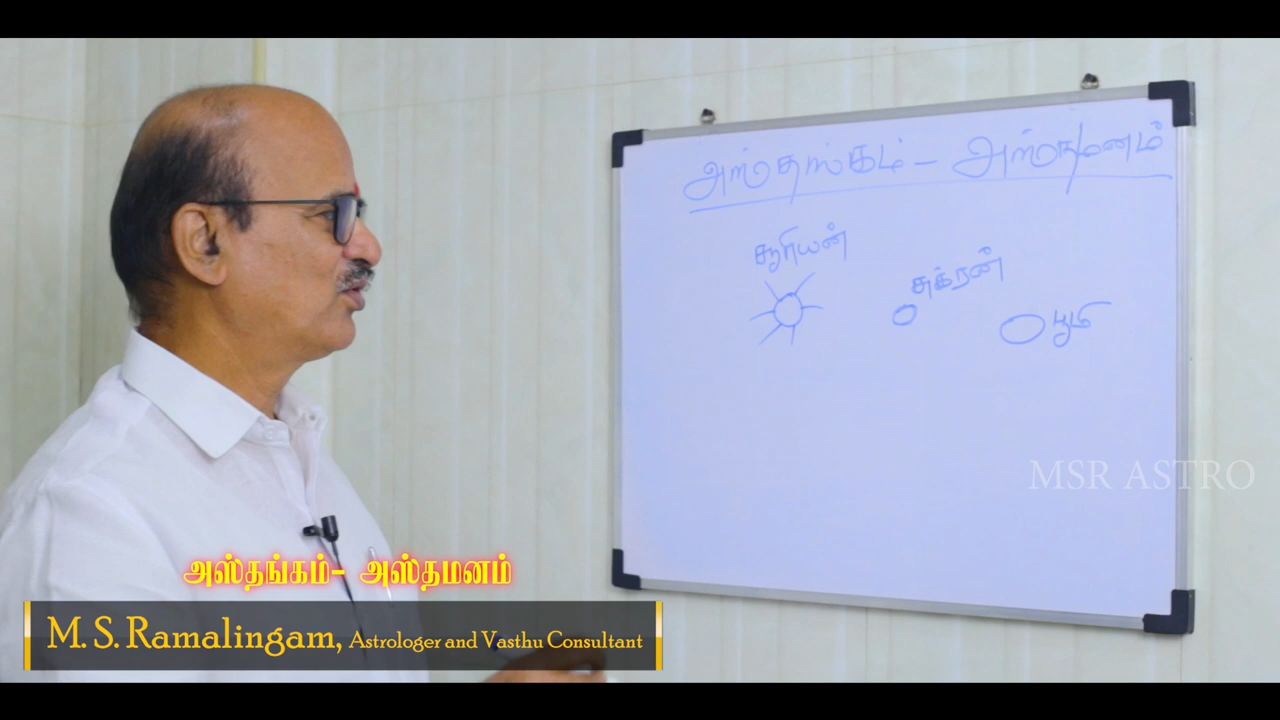 அஸ்தங்கம் - அஸ்தமனம்
சூரியன்
சுக்ரன்
பூமி
MSR ASTRO
அஸ்தங்கம்- அஸ்தமனம்
M. S. Ramalingam, Astrologer and Vasthu Consultant